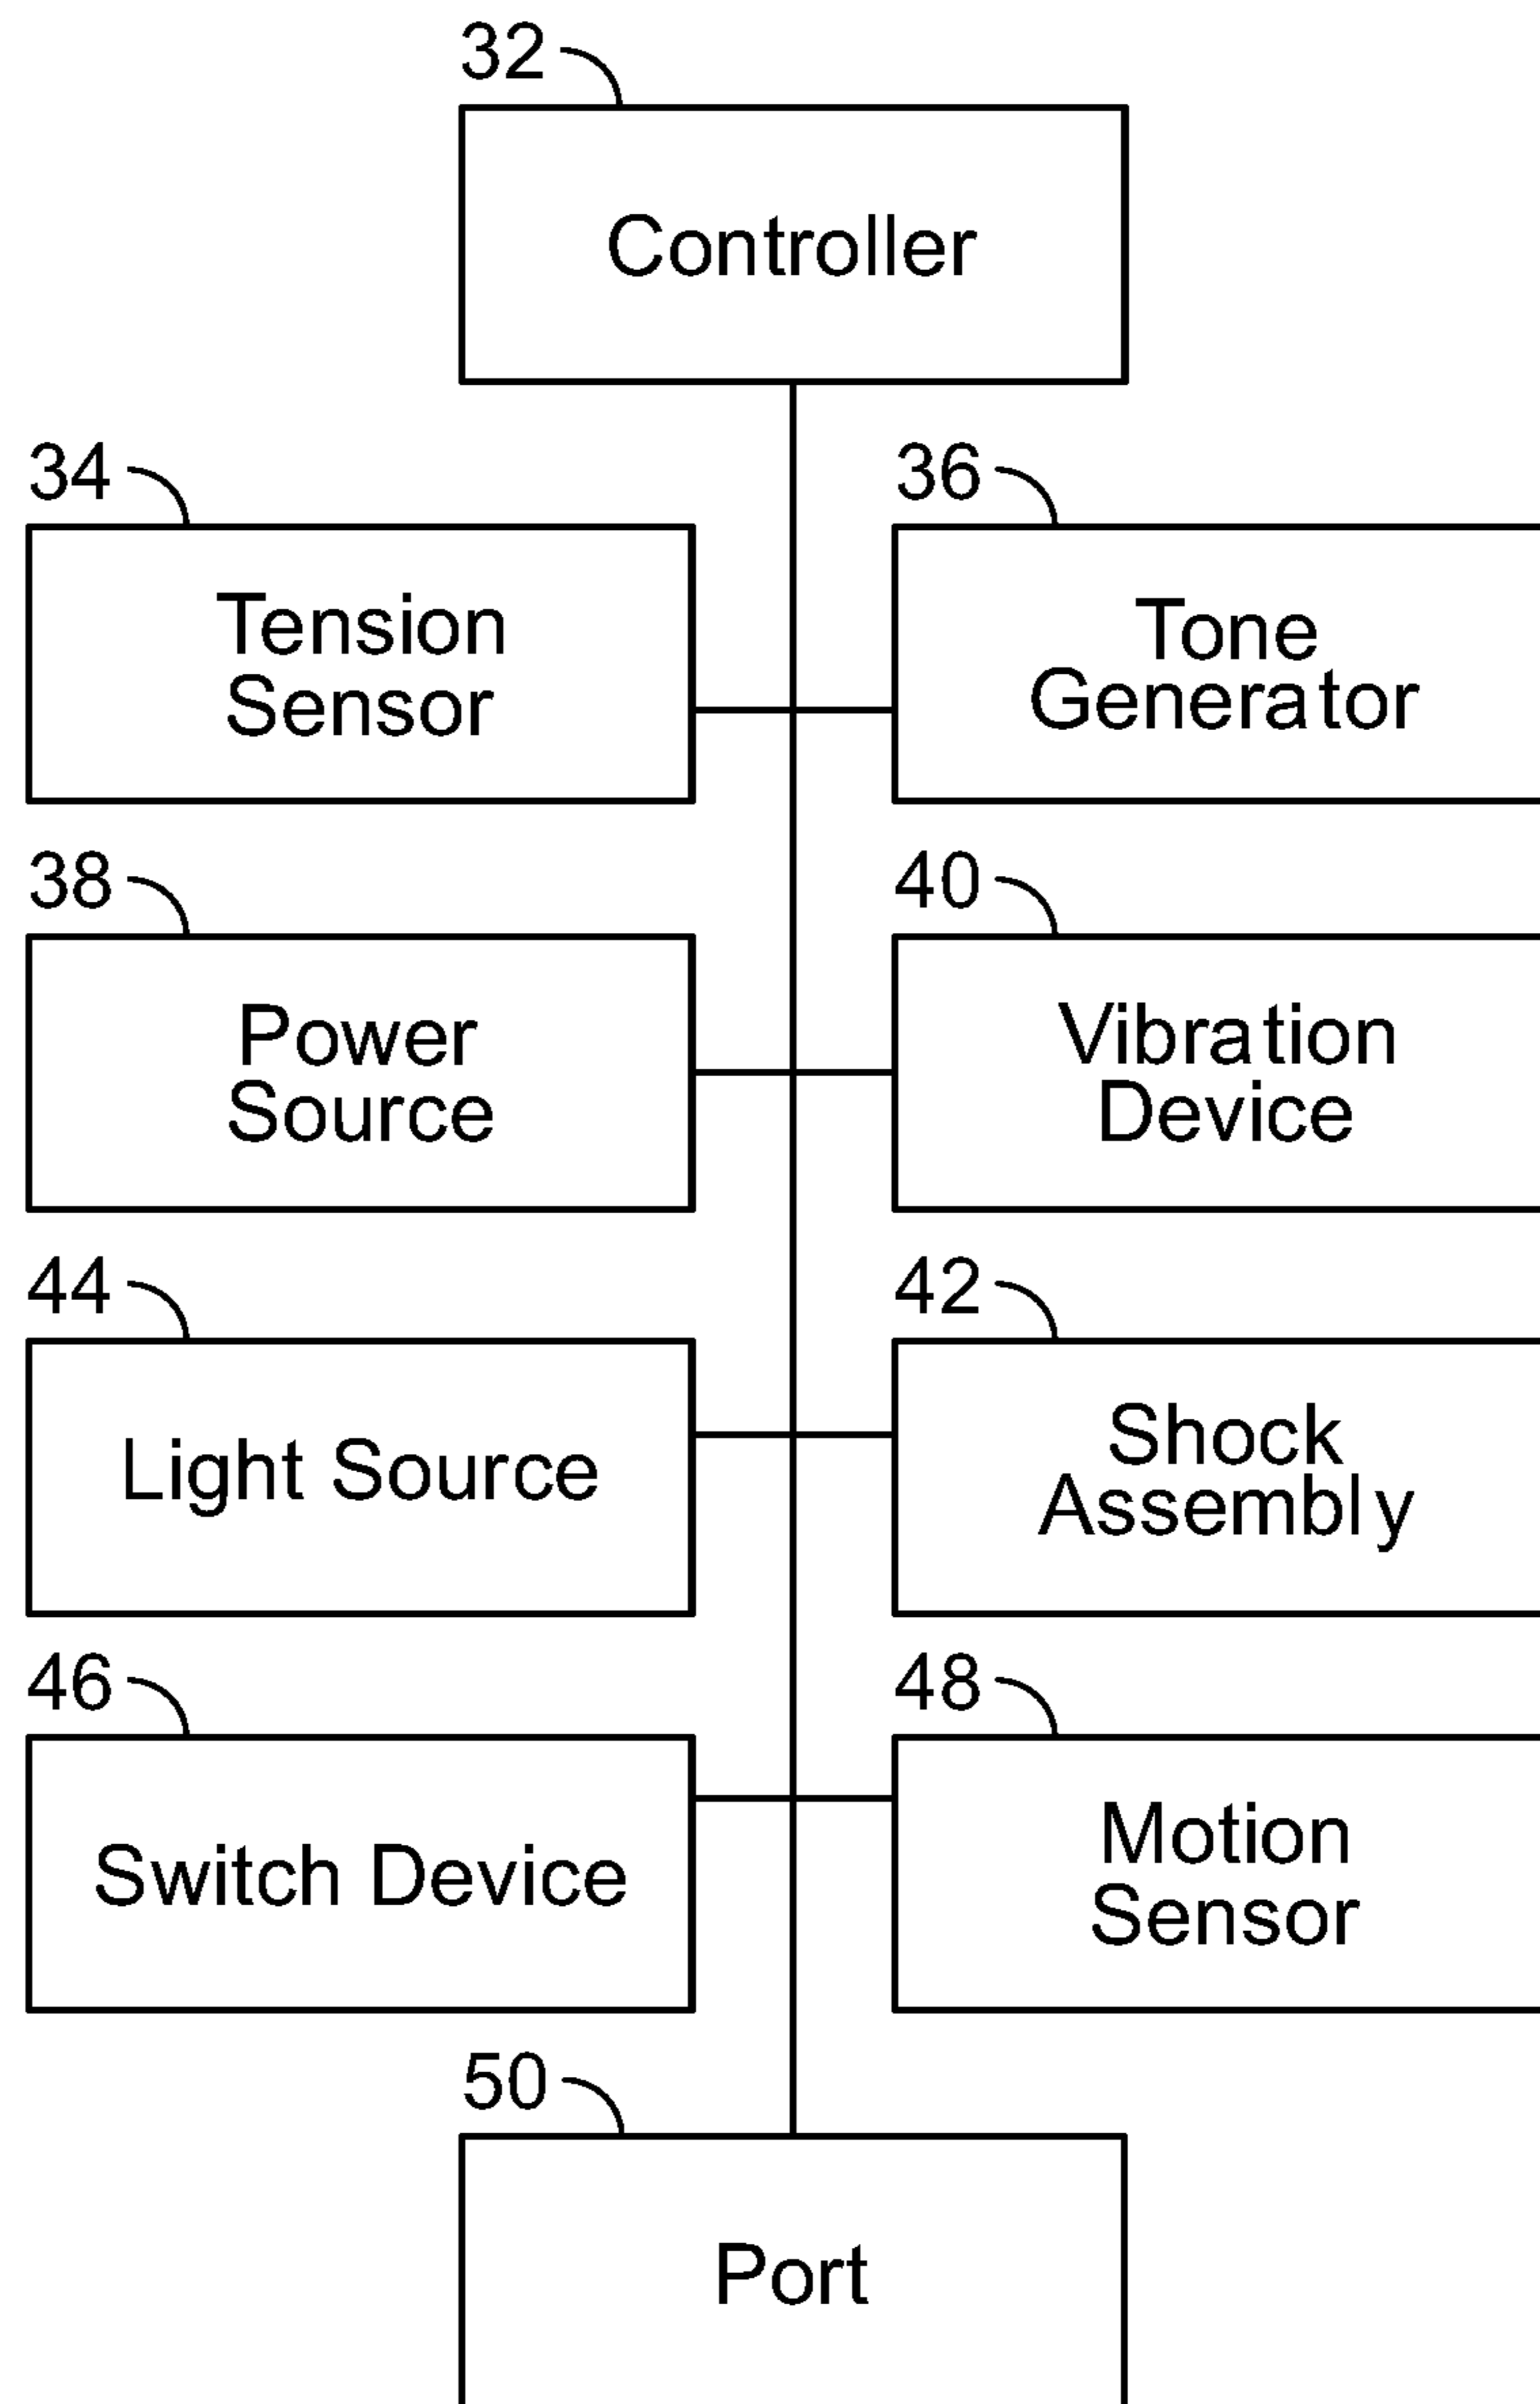 32
Controller
34
Tension
Sensor
36
Tone
Generator
38
Power
Source
40
Vibration
Device
44
Light Source
42
Shock
Assembly
46
Switch Device
48
Motion
Sensor
50
Port